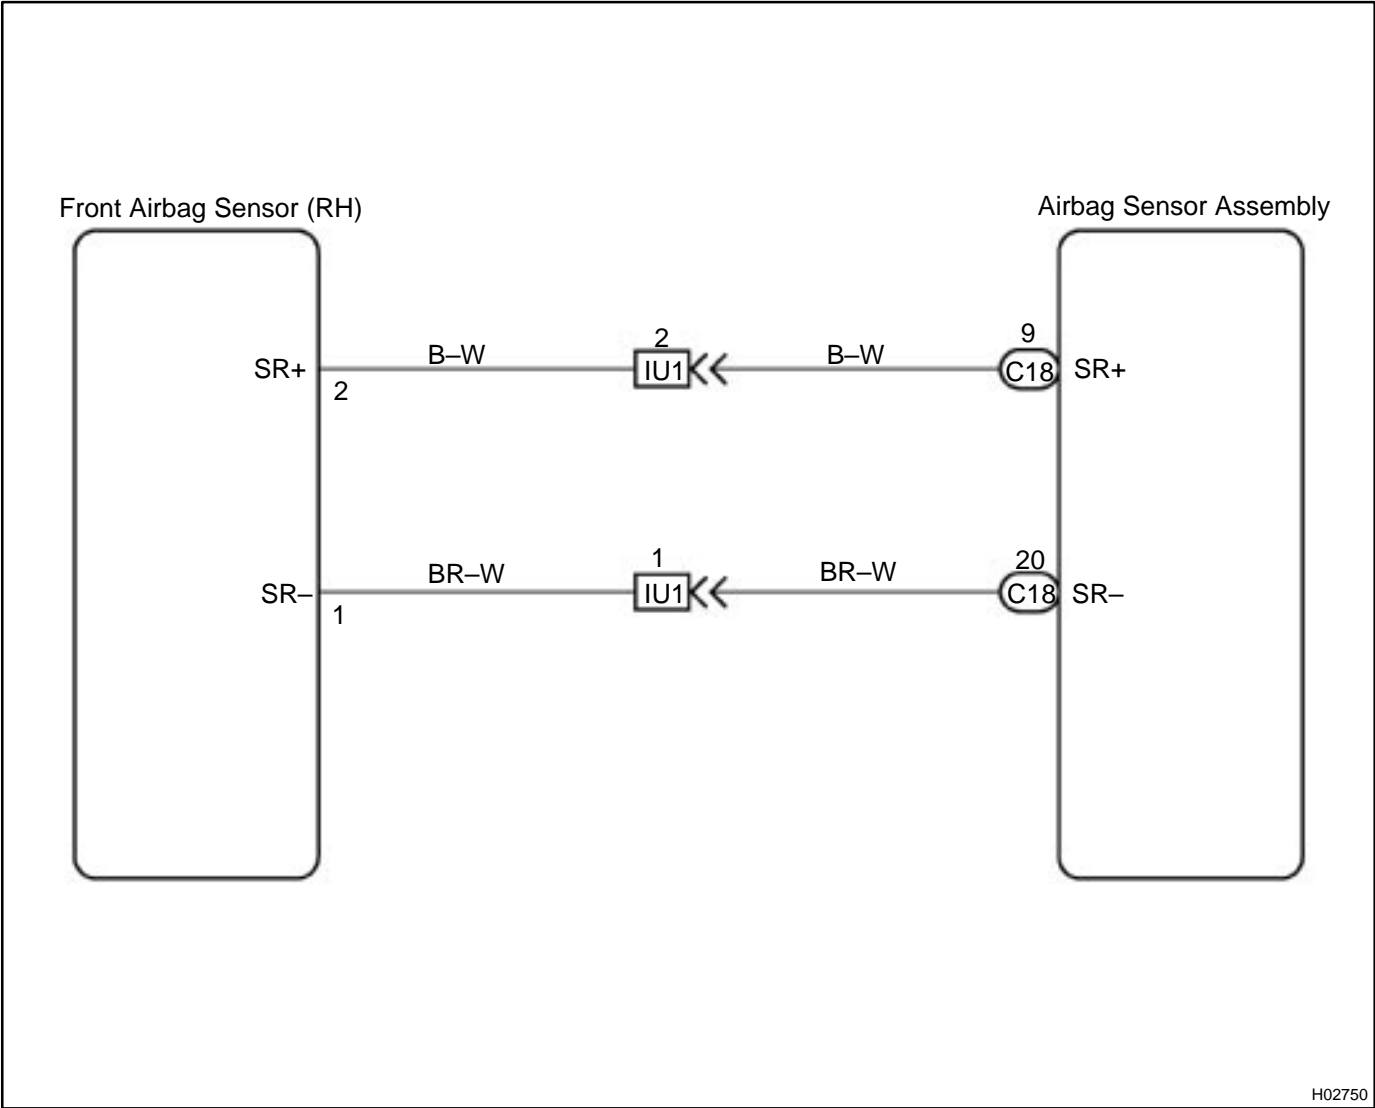 Front Airbag Sensor (RH)
Airbag Sensor Assembly
SR+
2
B–W
2
IU1
B–W
9
C18
SR+
SR–
1
BR–W
1
IU1
BR–W
20
C18
SR–
H02750